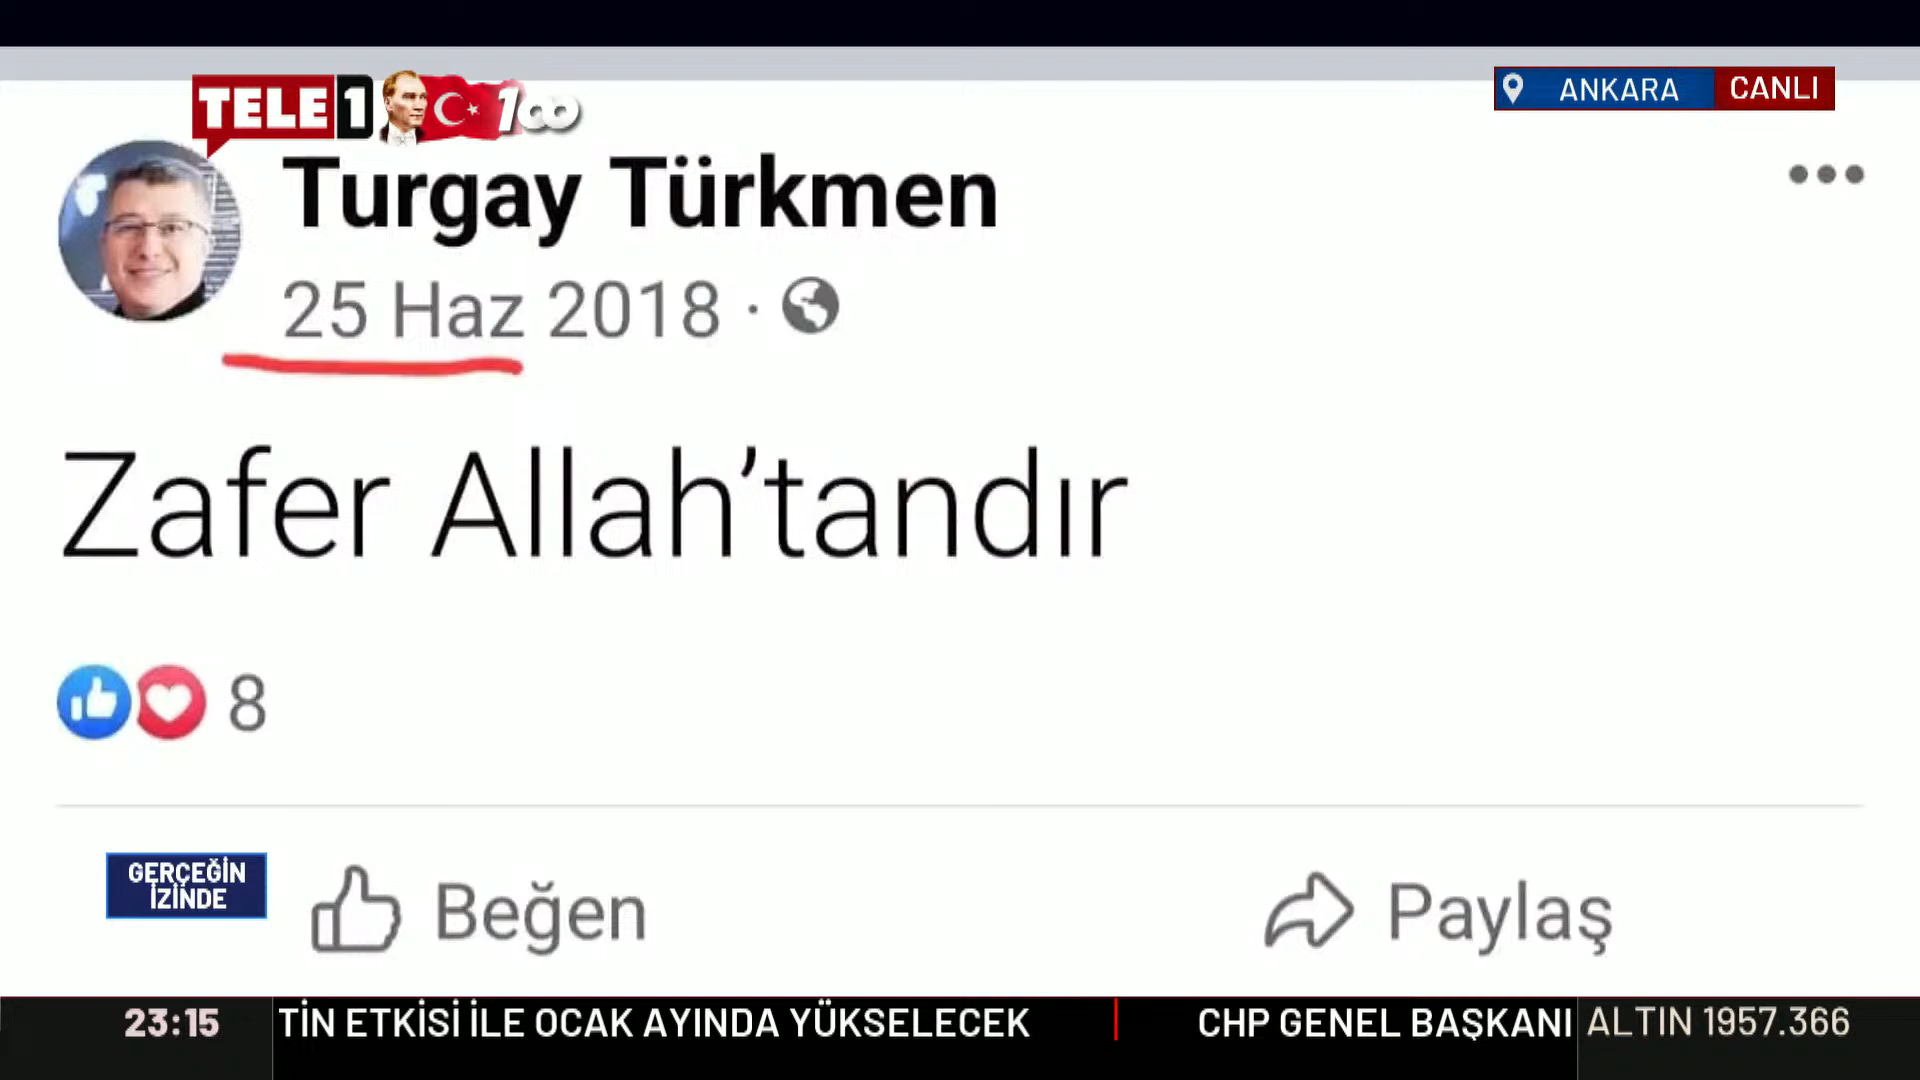 TELE1
100
ANKARA CANLI
Turgay Türkmen
25 Haz 2018 ·
Zafer Allah’tandır
8
GERÇEĞİN
İZİNDE
Beğen
Paylaş
23:15
TİN ETKİSİ İLE OCAK AYINDA YÜKSELECEK | CHP GENEL BAŞKANI
ALTIN 1957.366